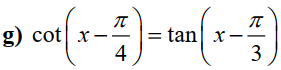 g) cot(x − π/4) = tan(x − π/3)